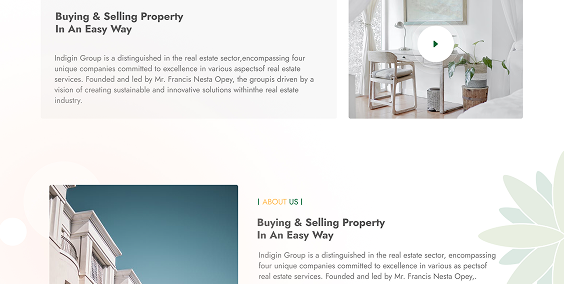 Buying & Selling Property
In An Easy Way
Indigin Group is a distinguished in the real estate sector,encompassing four
unique companies committed to excellence in various aspectsof real estate
services. Founded and led by Mr. Francis Nesta Opey, the groupis driven by a
vision of creating sustainable and innovative solutions withinthe real estate
industry.
| ABOUT US |
Buying & Selling Property
In An Easy Way
Indigin Group is a distinguished in the real estate sector, encompassing
four unique companies committed to excellence in various as pectsof
real estate services. Founded and led by Mr. Francis Nesta Opey,.